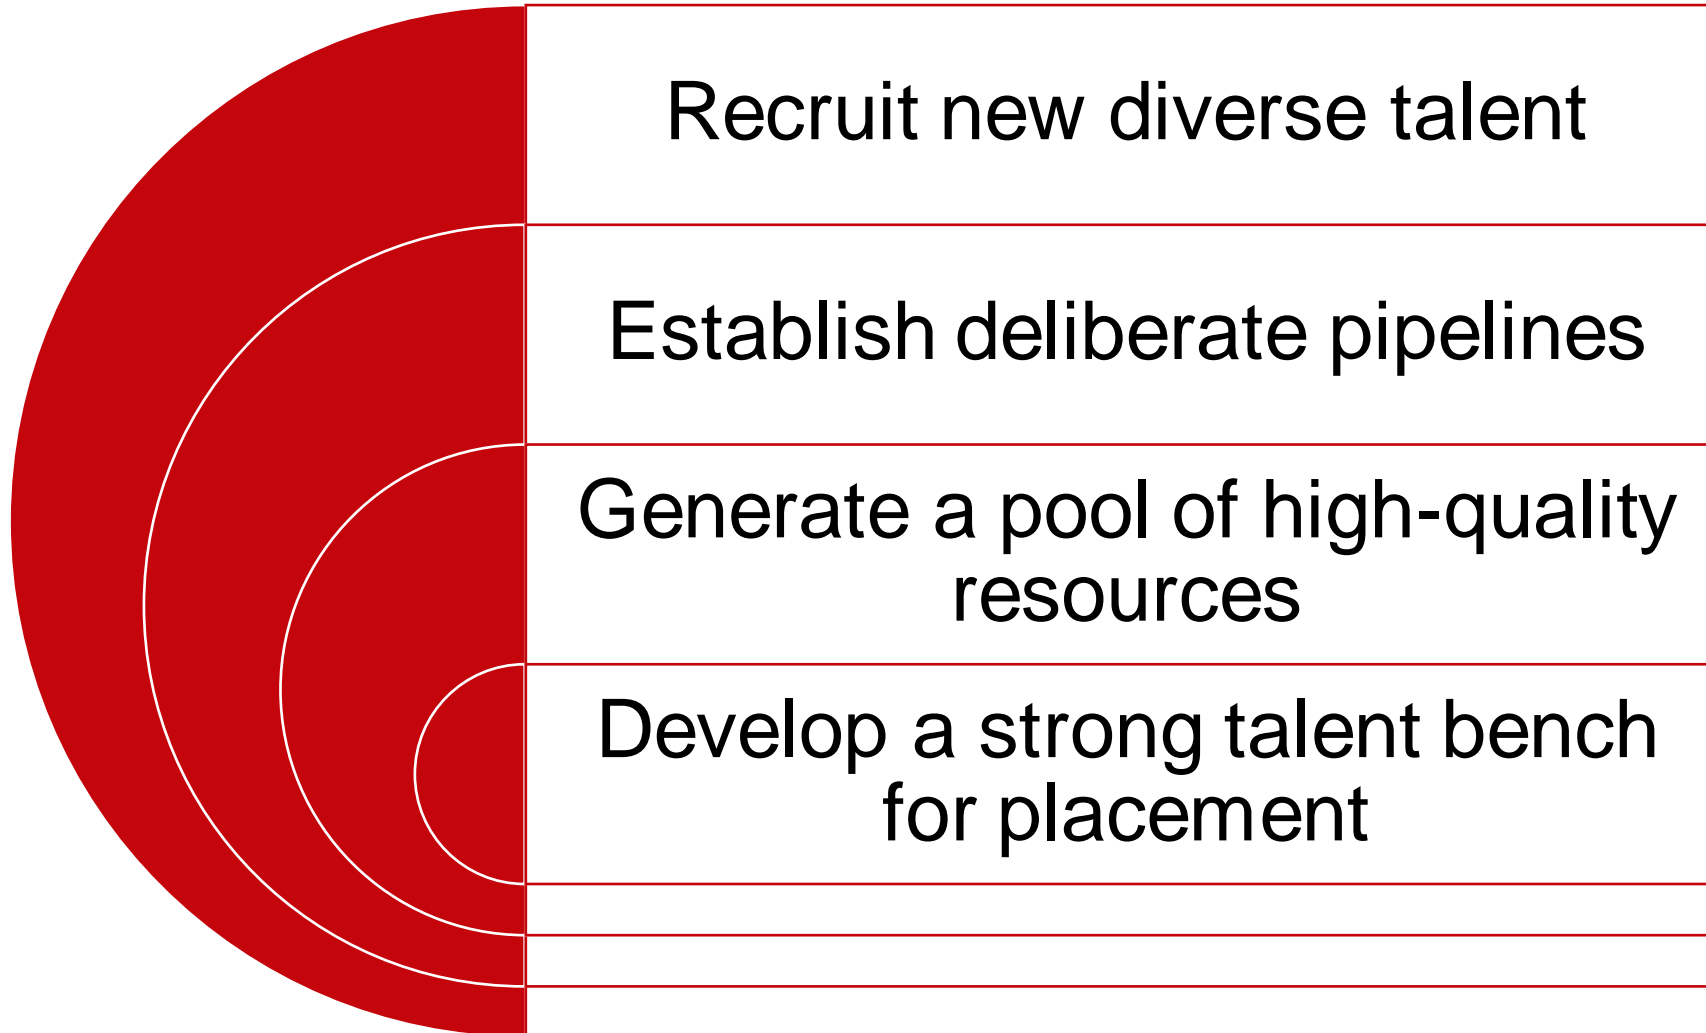 Recruit new diverse talent
Establish deliberate pipelines
Generate a pool of high-quality
resources
Develop a strong talent bench
for placement